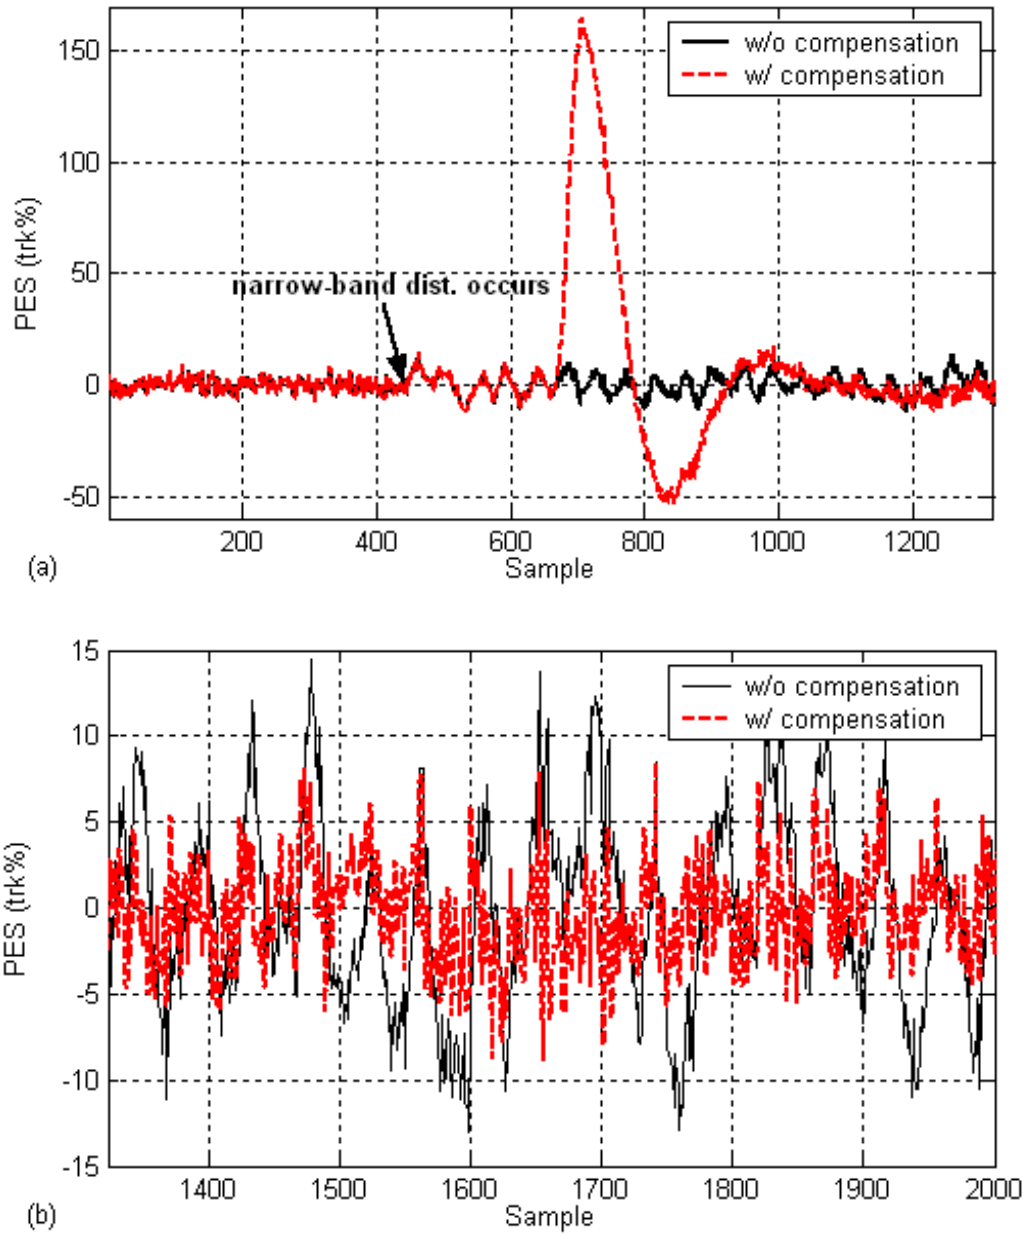 150
100
50
0
-50
PES (trk%)
w/o compensation
w/ compensation
narrow-band dist. occurs
200 400 600 800 1000 1200
Sample
(a)
15
10
5
0
-5
-10
-15
PES (trk%)
w/o compensation
w/ compensation
1400 1500 1600 1700 1800 1900 2000
Sample
(b)